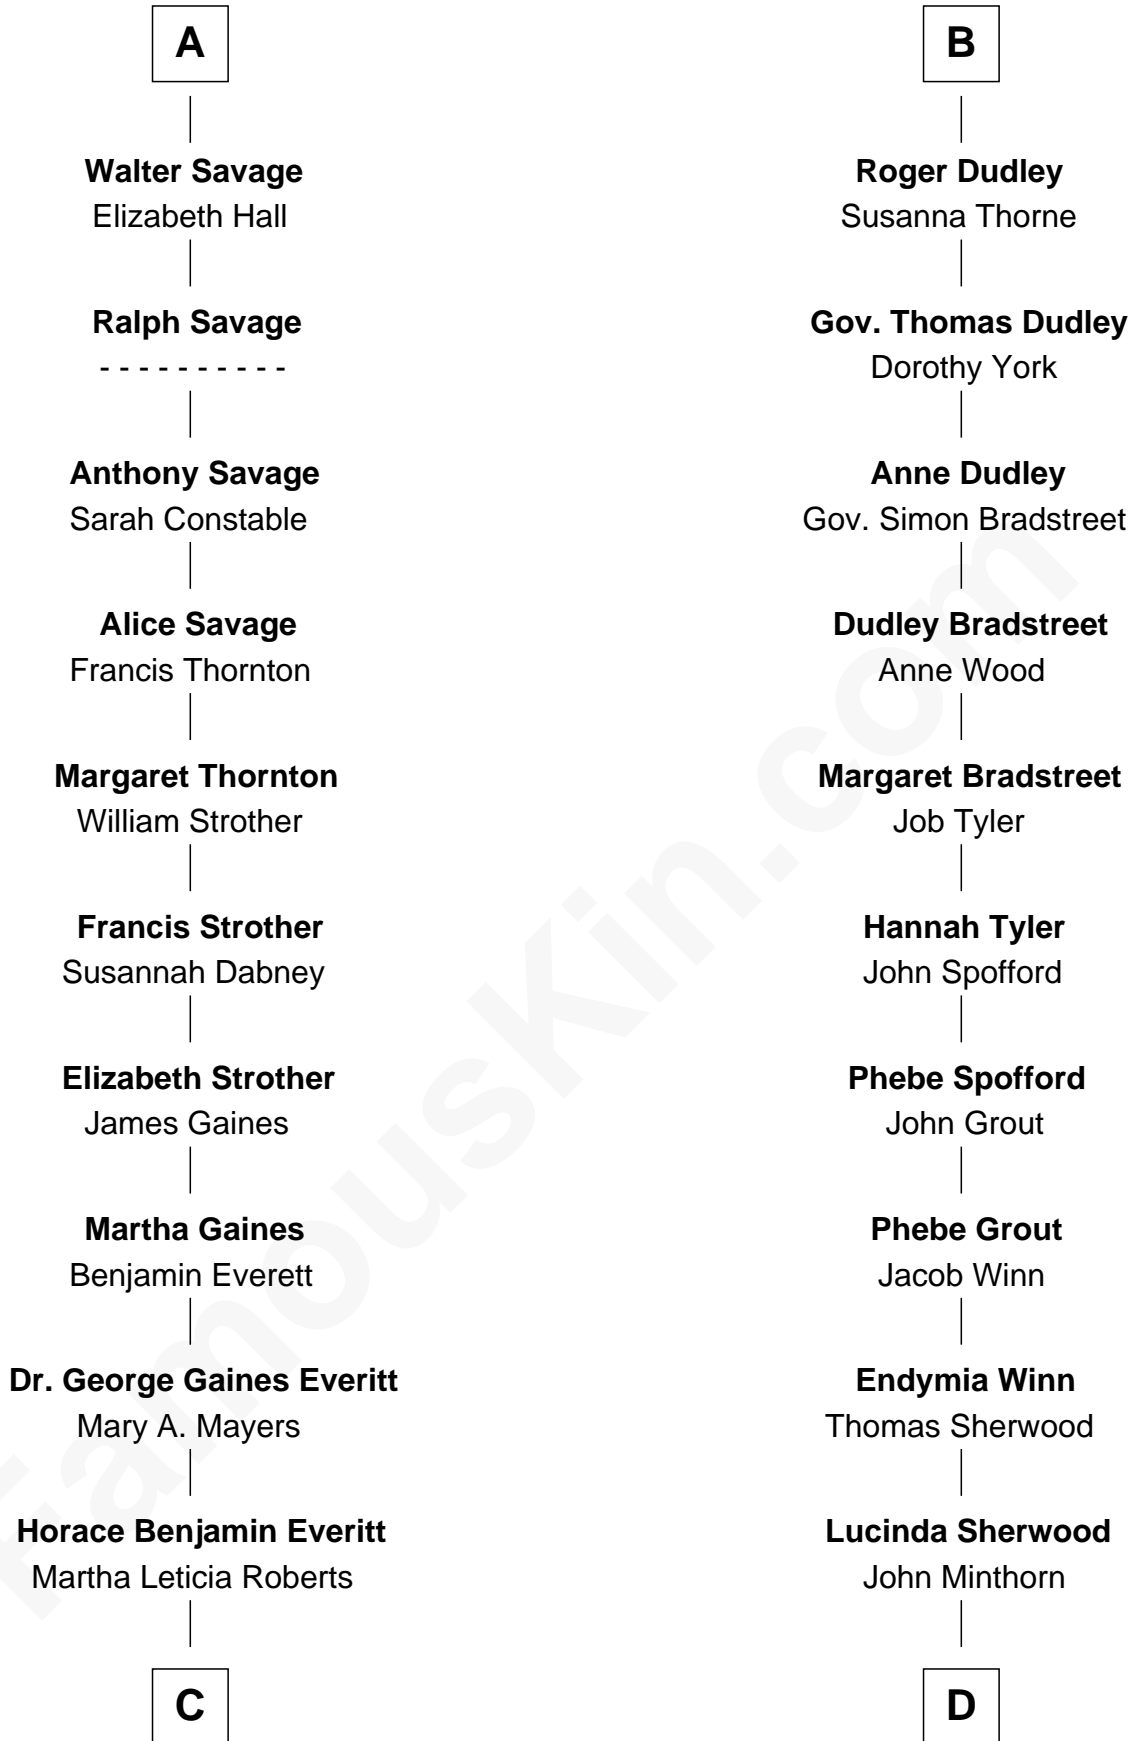 A
Walter Savage
Elizabeth Hall
Ralph Savage
- - - - - - - - - -
Anthony Savage
Sarah Constable
Alice Savage
Francis Thornton
Margaret Thornton
William Strother
Francis Strother
Susannah Dabney
Elizabeth Strother
James Gaines
Martha Gaines
Benjamin Everett
Dr. George Gaines Everitt
Mary A. Mayers
Horace Benjamin Everitt
Martha Leticia Roberts
C
B
Roger Dudley
Susanna Thorne
Gov. Thomas Dudley
Dorothy York
Anne Dudley
Gov. Simon Bradstreet
Dudley Bradstreet
Anne Wood
Margaret Bradstreet
Job Tyler
Hannah Tyler
John Spofford
Phebe Spofford
John Grout
Phebe Grout
Jacob Winn
Endymia Winn
Thomas Sherwood
Lucinda Sherwood
John Minthorn
D
FamousKin.com